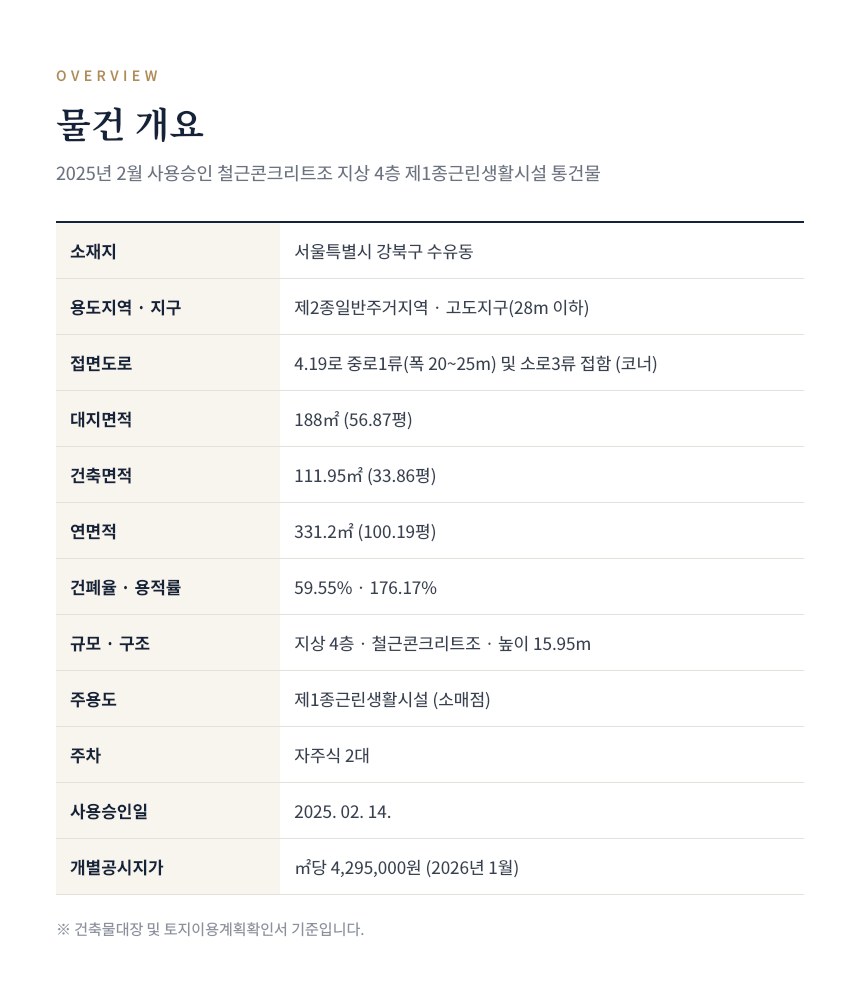 OVERVIEW
물건 개요
2025년 2월 사용승인 철근콘크리트조 지상 4층 제1종근린생활시설 통건물
소재지 서울특별시 강북구 수유동
용도지역 · 지구 제2종일반주거지역 · 고도지구(28m 이하)
접면도로 4.19로 중로1류(폭 20~25m) 및 소로3류 접함 (코너)
대지면적 188㎡ (56.87평)
건축면적 111.95㎡ (33.86평)
연면적 331.2㎡ (100.19평)
건폐율 · 용적률 59.55% · 176.17%
규모 · 구조 지상 4층 · 철근콘크리트조 · 높이 15.95m
주용도 제1종근린생활시설 (소매점)
주차 자주식 2대
사용승인일 2025. 02. 14.
개별공시지가 ㎡당 4,295,000원 (2026년 1월)
※ 건축물대장 및 토지이용계획확인서 기준입니다.